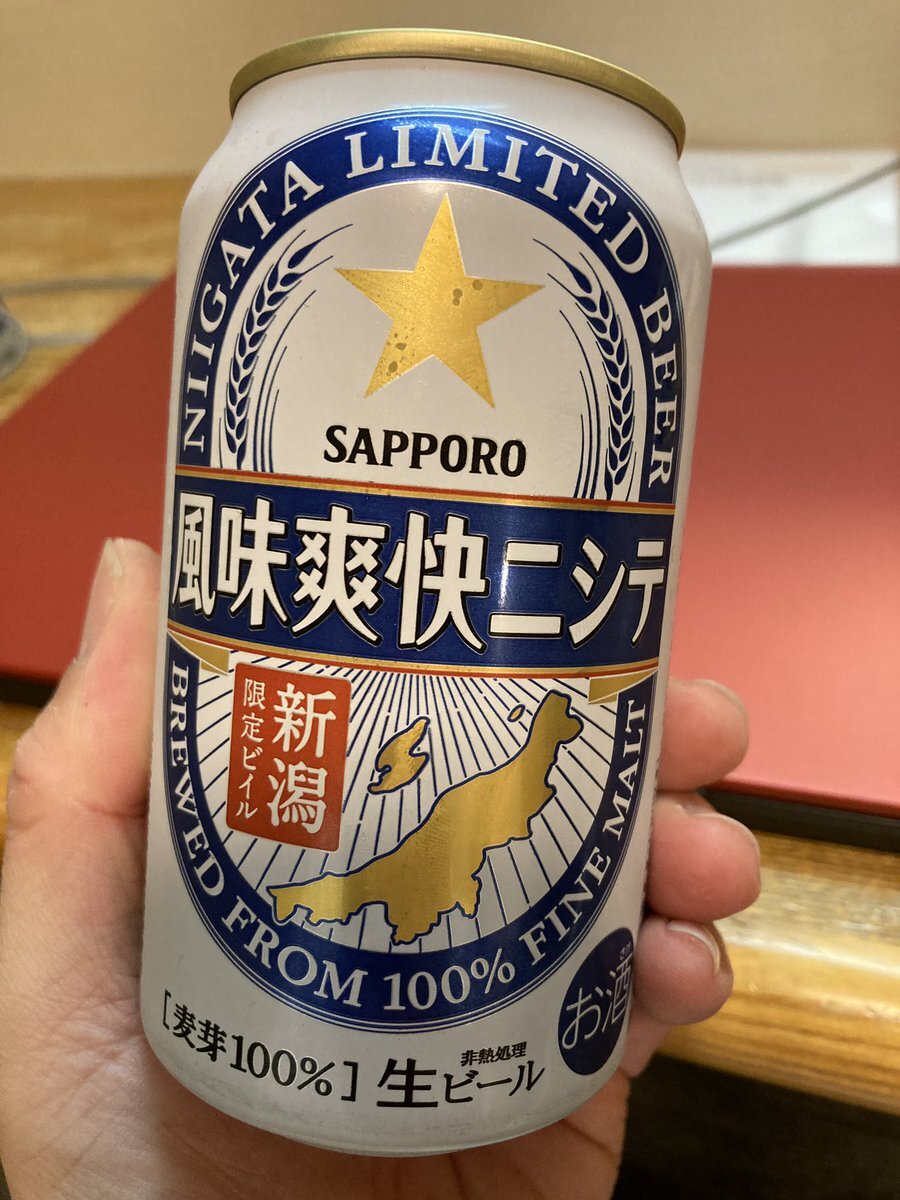 NIIGATA LIMITED BEER
SAPPORO
風味爽快ニシテ
新潟
限定ビイル
BREWED FROM 100% FINE MALT
さけ
お酒
[麦芽100%]
非熱処理
生ビール